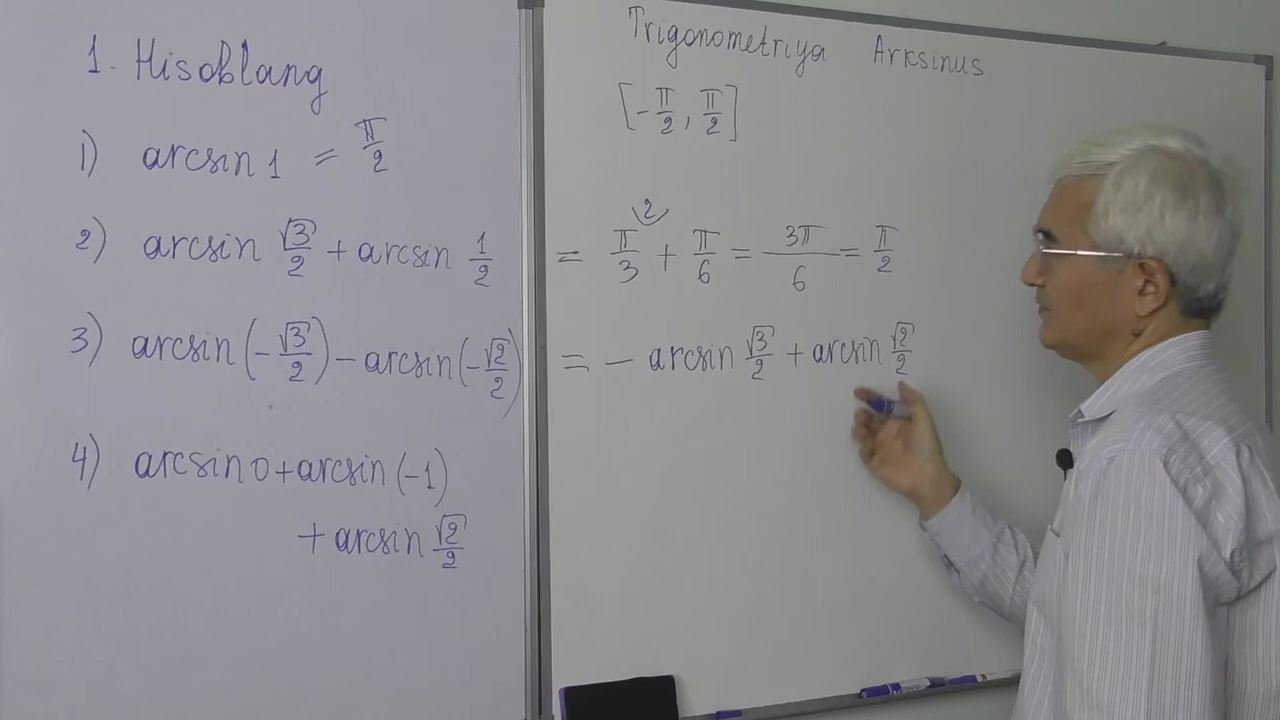 Trigonometriya Arksinus
[-π/2, π/2]
1. Hisoblang
1) arcsin 1 = π/2
2) arcsin √3/2 + arcsin 1/2 = π/3 + π/6 = 3π/6 = π/2
2
3) arcsin(-√3/2) - arcsin(-√2/2) = - arcsin √3/2 + arcsin √2/2
4) arcsin 0 + arcsin (-1)
+ arcsin √2/2